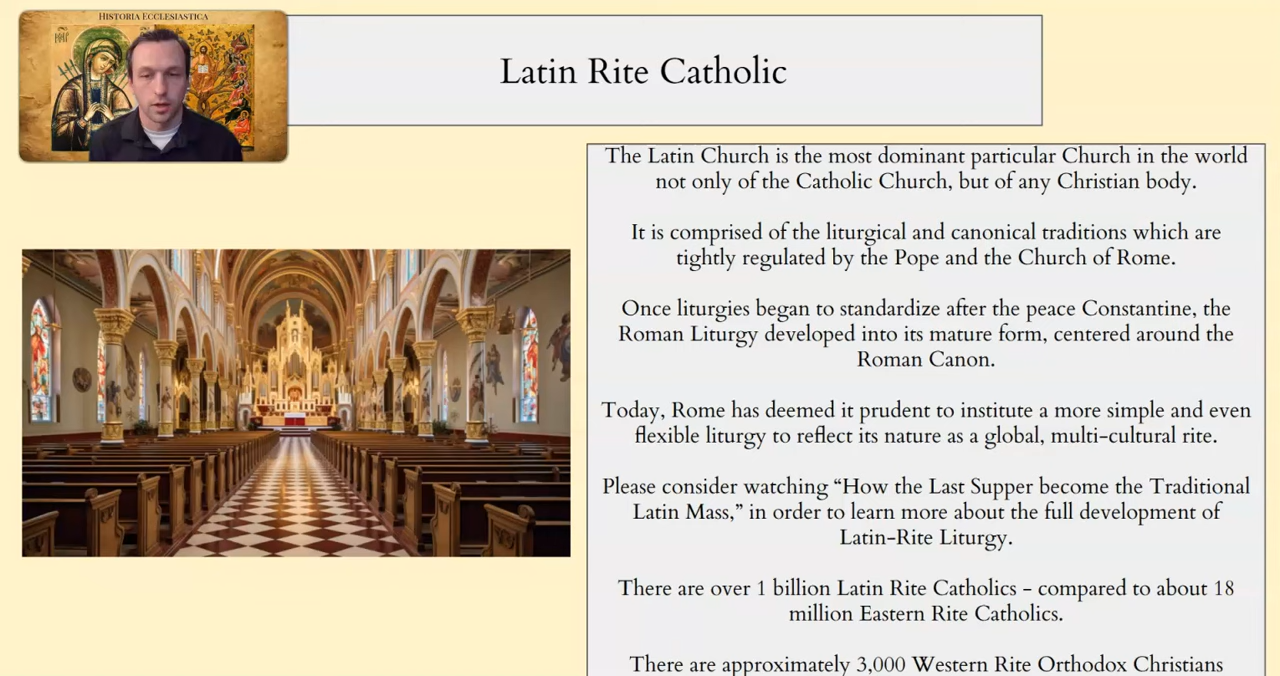 HISTORIA ECCLESIASTICA
Latin Rite Catholic
The Latin Church is the most dominant particular Church in the world
not only of the Catholic Church, but of any Christian body.
It is comprised of the liturgical and canonical traditions which are
tightly regulated by the Pope and the Church of Rome.
Once liturgies began to standardize after the peace Constantine, the
Roman Liturgy developed into its mature form, centered around the
Roman Canon.
Today, Rome has deemed it prudent to institute a more simple and even
flexible liturgy to reflect its nature as a global, multi-cultural rite.
Please consider watching “How the Last Supper become the Traditional
Latin Mass,” in order to learn more about the full development of
Latin-Rite Liturgy.
There are over 1 billion Latin Rite Catholics - compared to about 18
million Eastern Rite Catholics.
There are approximately 3,000 Western Rite Orthodox Christians